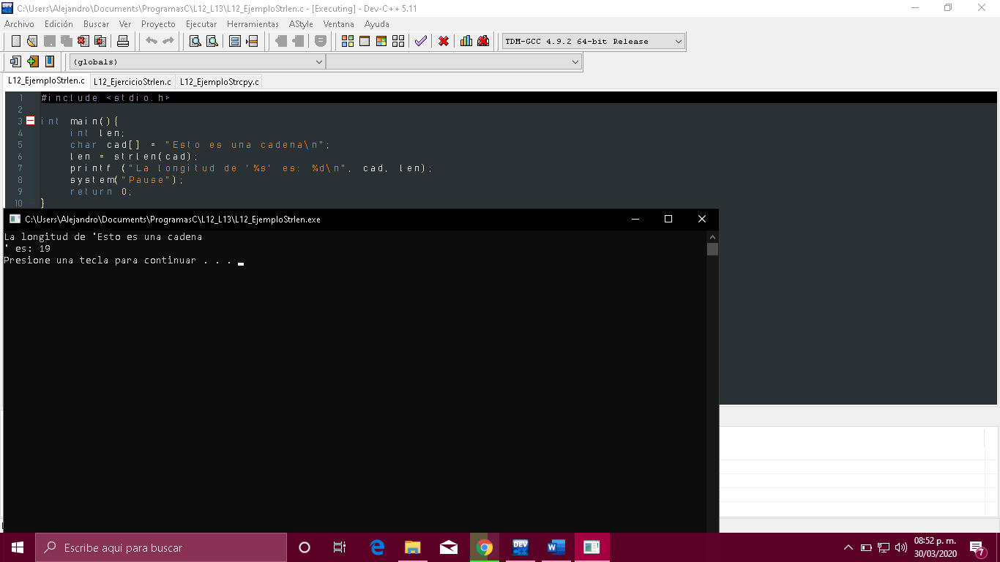 C:\Users\Alejandro\Documents\ProgramasC\L12_L13\L12_EjemploStrlen.c - [Executing] - Dev-C++ 5.11
Archivo Edición Buscar Ver Proyecto Ejecutar Herramientas AStyle Ventana Ayuda
TDM-GCC 4.9.2 64-bit Release
(globals)
L12_EjemploStrlen.c L12_EjercicioStrlen.c L12_EjemploStrcpy.c
1 #include <stdio.h>
2
3 int main(){
4 int len;
5 char cad[] = "Esto es una cadena\n";
6 len = strlen(cad);
7 printf ("La longitud de '%s' es: %d\n", cad, len);
8 system("Pause");
9 return 0;
10 }
C:\Users\Alejandro\Documents\ProgramasC\L12_L13\L12_EjemploStrlen.exe
La longitud de 'Esto es una cadena
' es: 19
Presione una tecla para continuar . . .
Escribe aquí para buscar
DEV
08:52 p. m.
30/03/2020
7